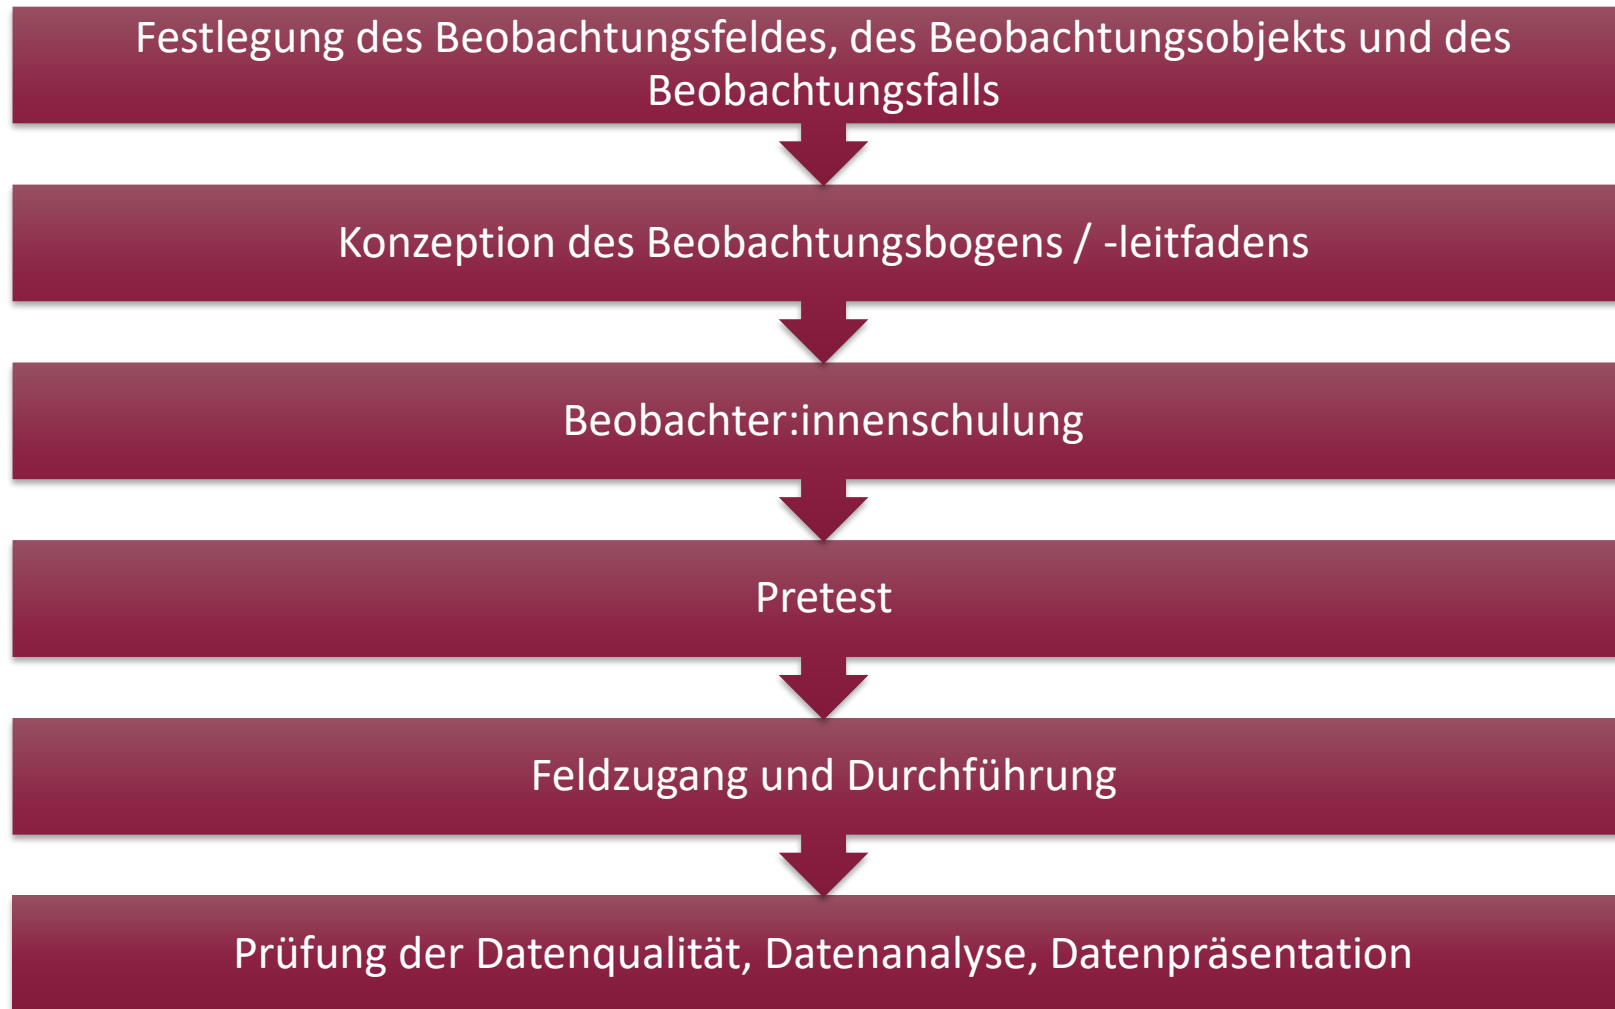 Festlegung des Beobachtungsfeldes, des Beobachtungsobjekts und des
Beobachtungsfalls
Konzeption des Beobachtungsbogens / -leitfadens
Beobachter:innenschulung
Pretest
Feldzugang und Durchführung
Prüfung der Datenqualität, Datenanalyse, Datenpräsentation